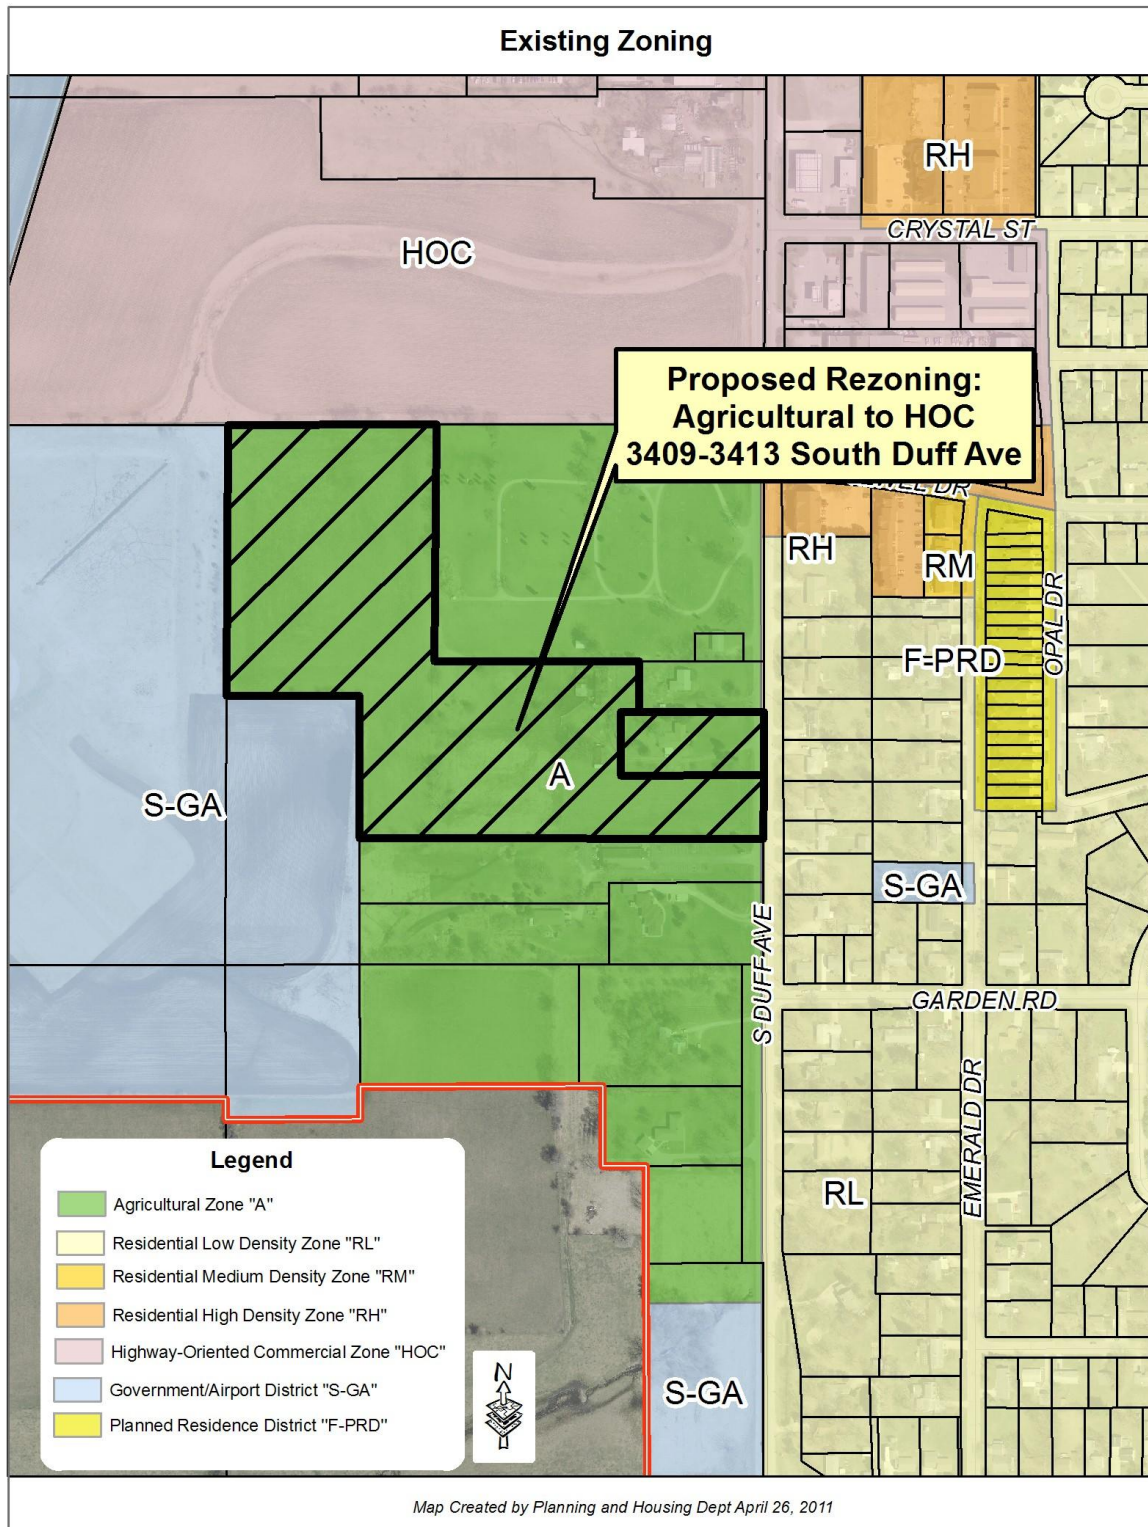 Existing Zoning
RH
CRYSTAL ST
HOC
Proposed Rezoning:
Agricultural to HOC
3409-3413 South Duff Ave
DR
RH
RM
OPAL DR
F-PRD
A
S-GA
S-GA
S DUFF AVE
GARDEN RD
EMERALD DR
RL
Legend
Agricultural Zone "A"
Residential Low Density Zone "RL"
Residential Medium Density Zone "RM"
Residential High Density Zone "RH"
Highway-Oriented Commercial Zone "HOC"
Government/Airport District "S-GA"
Planned Residence District "F-PRD"
N
S-GA
Map Created by Planning and Housing Dept April 26, 2011